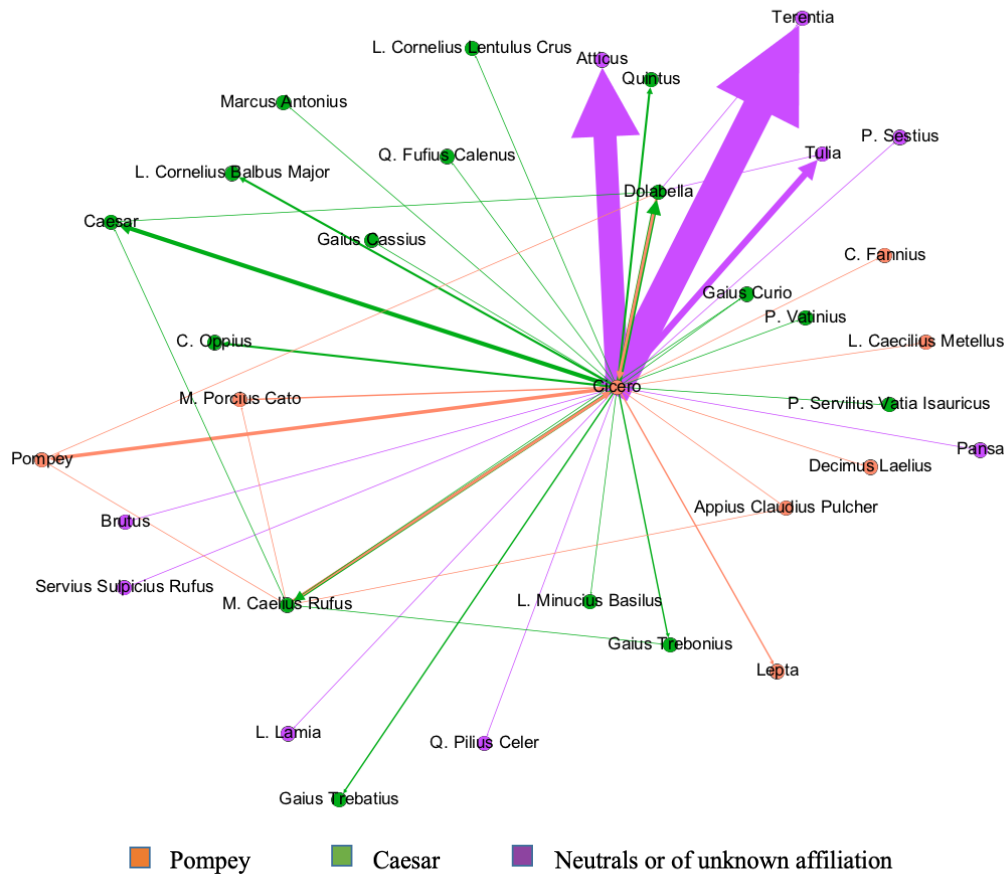 Terentia
L. Cornelius Lentulus Crus
Atticus
Quintus
Marcus Antonius
P. Sestius
Q. Fufius Calenus
Tulia
L. Cornelius Balbus Major
Dolabella
Caesar
Gaius Cassius
C. Fannius
Gaius Curio
P. Vatinius
C. Oppius
L. Caecilius Metellus
Cicero
M. Porcius Cato
P. Servilius Vatia Isauricus
Pompey
Pansa
Decimus Laelius
Appius Claudius Pulcher
Brutus
Servius Sulpicius Rufus
M. Caelius Rufus
L. Minucius Basilus
Gaius Trebonius
Lepta
L. Lamia
Q. Pilius Celer
Gaius Trebatius
Pompey
Caesar
Neutrals or of unknown affiliation